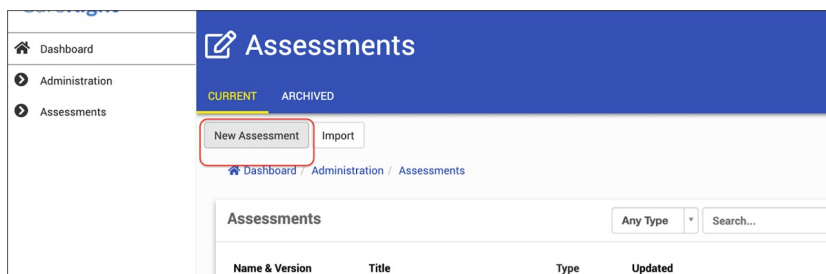 Dashboard
Administration
Assessments
Assessments
CURRENT ARCHIVED
New Assessment Import
Dashboard / Administration / Assessments
Assessments
Any Type Search...
Name & Version Title Type Updated